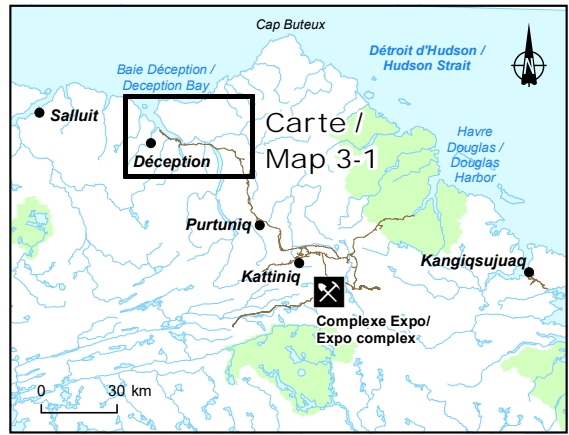 Cap Buteux
Détroit d'Hudson /
Hudson Strait
N
Baie Déception /
Deception Bay
Salluit
Carte /
Map 3-1
Déception
Havre
Douglas /
Douglas
Harbor
Purtuniq
Kattiniq
Kangiqsujuaq
Complexe Expo/
Expo complex
0 30 km